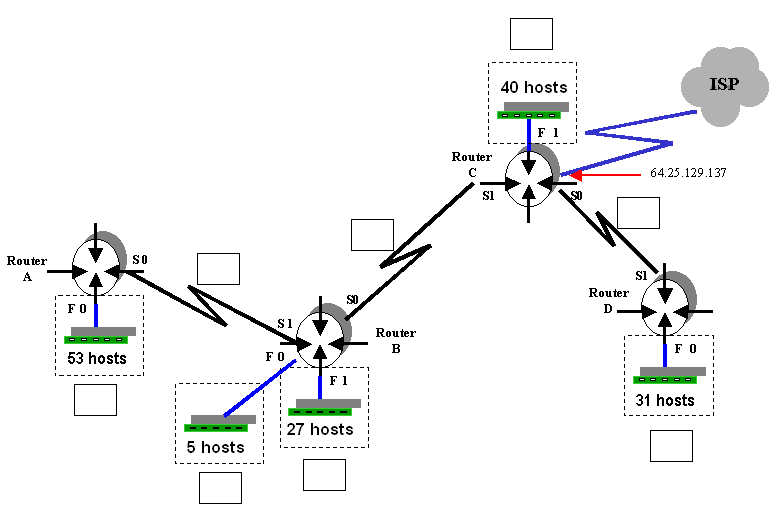 40 hosts
ISP
F 1
Router
C
64.25.129.137
S1
S0
Router
A
S0
S1
F 0
53 hosts
S0
S1
F 0
Router
B
F 1
5 hosts
27 hosts
Router
D
F 0
31 hosts